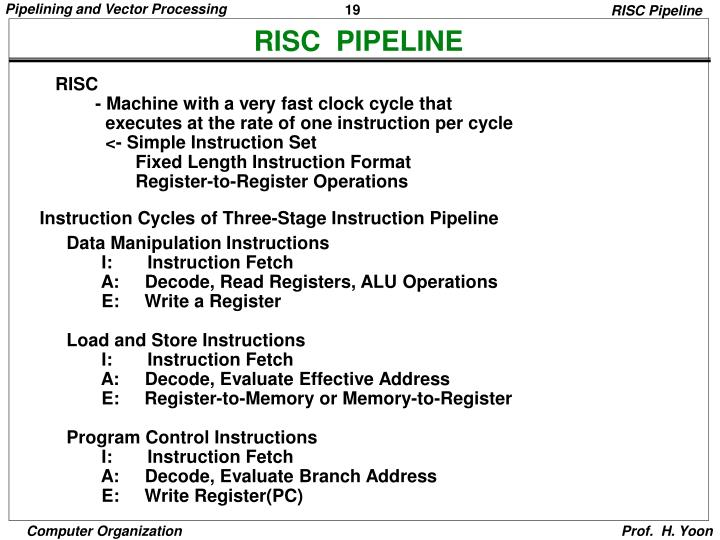 Pipelining and Vector Processing 19 RISC Pipeline
RISC PIPELINE
RISC
- Machine with a very fast clock cycle that
executes at the rate of one instruction per cycle
<- Simple Instruction Set
Fixed Length Instruction Format
Register-to-Register Operations
Instruction Cycles of Three-Stage Instruction Pipeline
Data Manipulation Instructions
I: Instruction Fetch
A: Decode, Read Registers, ALU Operations
E: Write a Register
Load and Store Instructions
I: Instruction Fetch
A: Decode, Evaluate Effective Address
E: Register-to-Memory or Memory-to-Register
Program Control Instructions
I: Instruction Fetch
A: Decode, Evaluate Branch Address
E: Write Register(PC)
Computer Organization Prof. H. Yoon